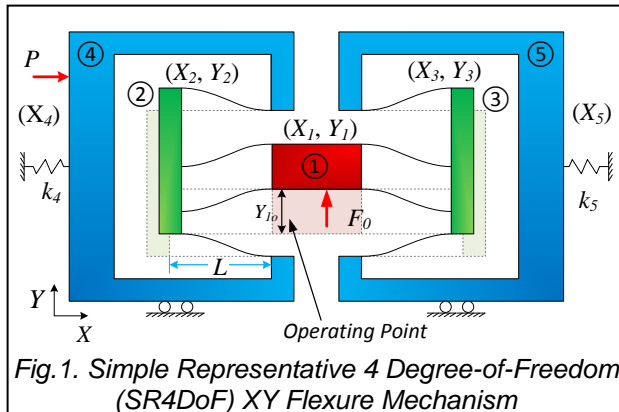 ④
⑤
P
(X₂, Y₂)
(X₃, Y₃)
②
③
(X₄)
(X₅)
(X₁, Y₁)
①
k₄
k₅
Y₁ₒ
F₀
L
Y
X
Operating Point
Fig.1. Simple Representative 4 Degree-of-Freedom
(SR4DoF) XY Flexure Mechanism